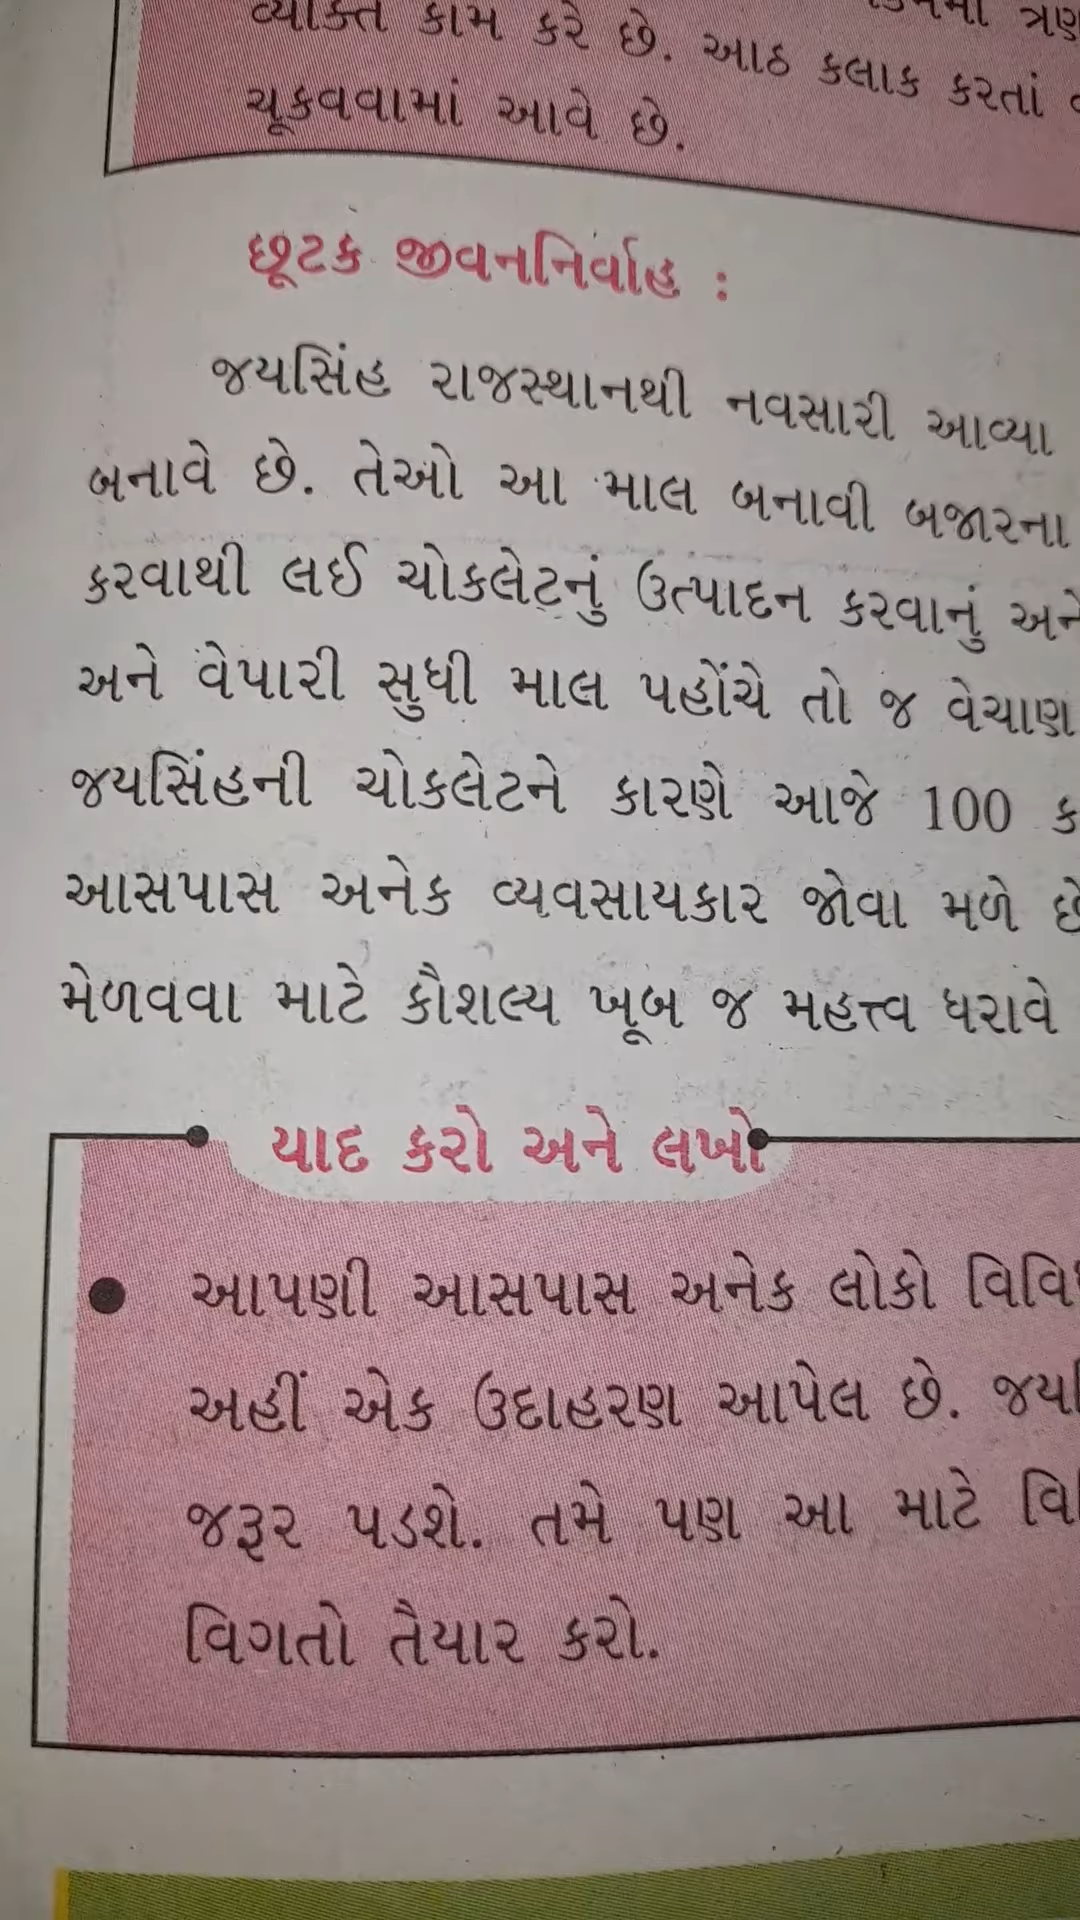 વ્યક્તિ કામ કરે છે. આઠ કલાક કરતાં
ચૂકવવામાં આવે છે.
છૂટક જીવનનિર્વાહ :
જયસિંહ રાજસ્થાનથી નવસારી આવ્યા
બનાવે છે. તેઓ આ માલ બનાવી બજારના
કરવાથી લઈ ચોકલેટનું ઉત્પાદન કરવાનું અને
અને વેપારી સુધી માલ પહોંચે તો જ વેચાણ
જયસિંહની ચોકલેટને કારણે આજે 100 ક
આસપાસ અનેક વ્યવસાયકાર જોવા મળે છે
મેળવવા માટે કૌશલ્ય ખૂબ જ મહત્ત્વ ધરાવે
યાદ કરો અને લખો
● આપણી આસપાસ અનેક લોકો
અહીં એક ઉદાહરણ આપેલ છે.
જરૂર પડશે. તમે પણ આ માટે
વિગતો તૈયાર કરો.